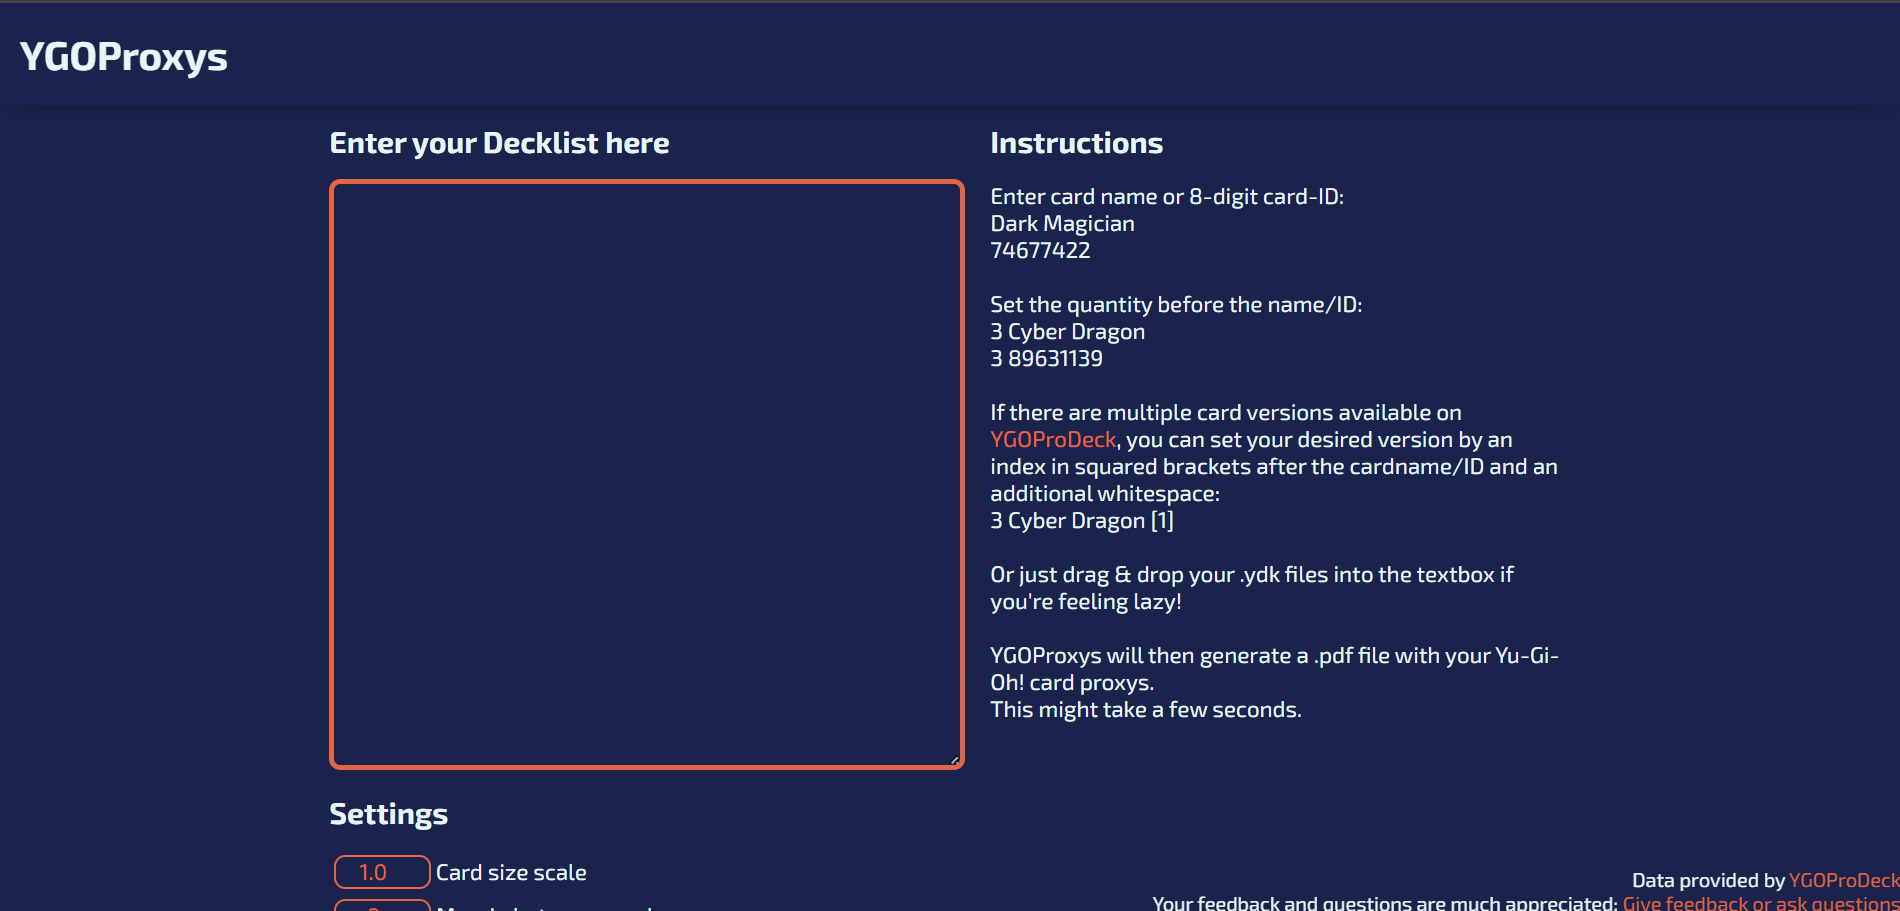 YGOProxys
Enter your Decklist here
Instructions
Enter card name or 8-digit card-ID:
Dark Magician
74677422
Set the quantity before the name/ID:
3 Cyber Dragon
3 89631139
If there are multiple card versions available on
YGOProDeck, you can set your desired version by an
index in squared brackets after the cardname/ID and an
additional whitespace:
3 Cyber Dragon [1]
Or just drag & drop your .ydk files into the textbox if
you're feeling lazy!
YGOProxys will then generate a .pdf file with your Yu-Gi-
Oh! card proxys.
This might take a few seconds.
Settings
1.0 Card size scale
Data provided by YGOProDeck
Your feedback and questions are much appreciated: Give feedback or ask questions